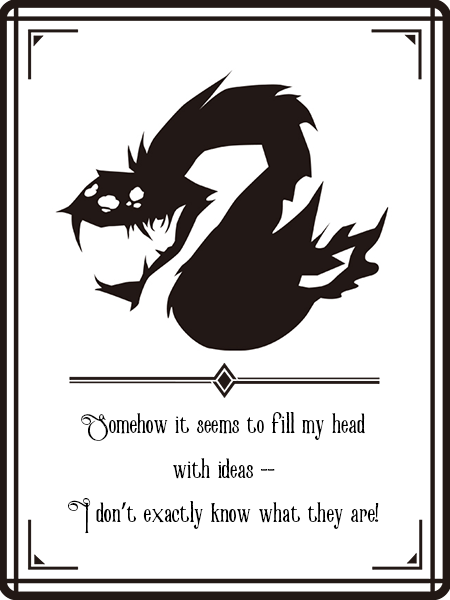 Somehow it seems to fill my head
with ideas --
I don't exactly know what they are!